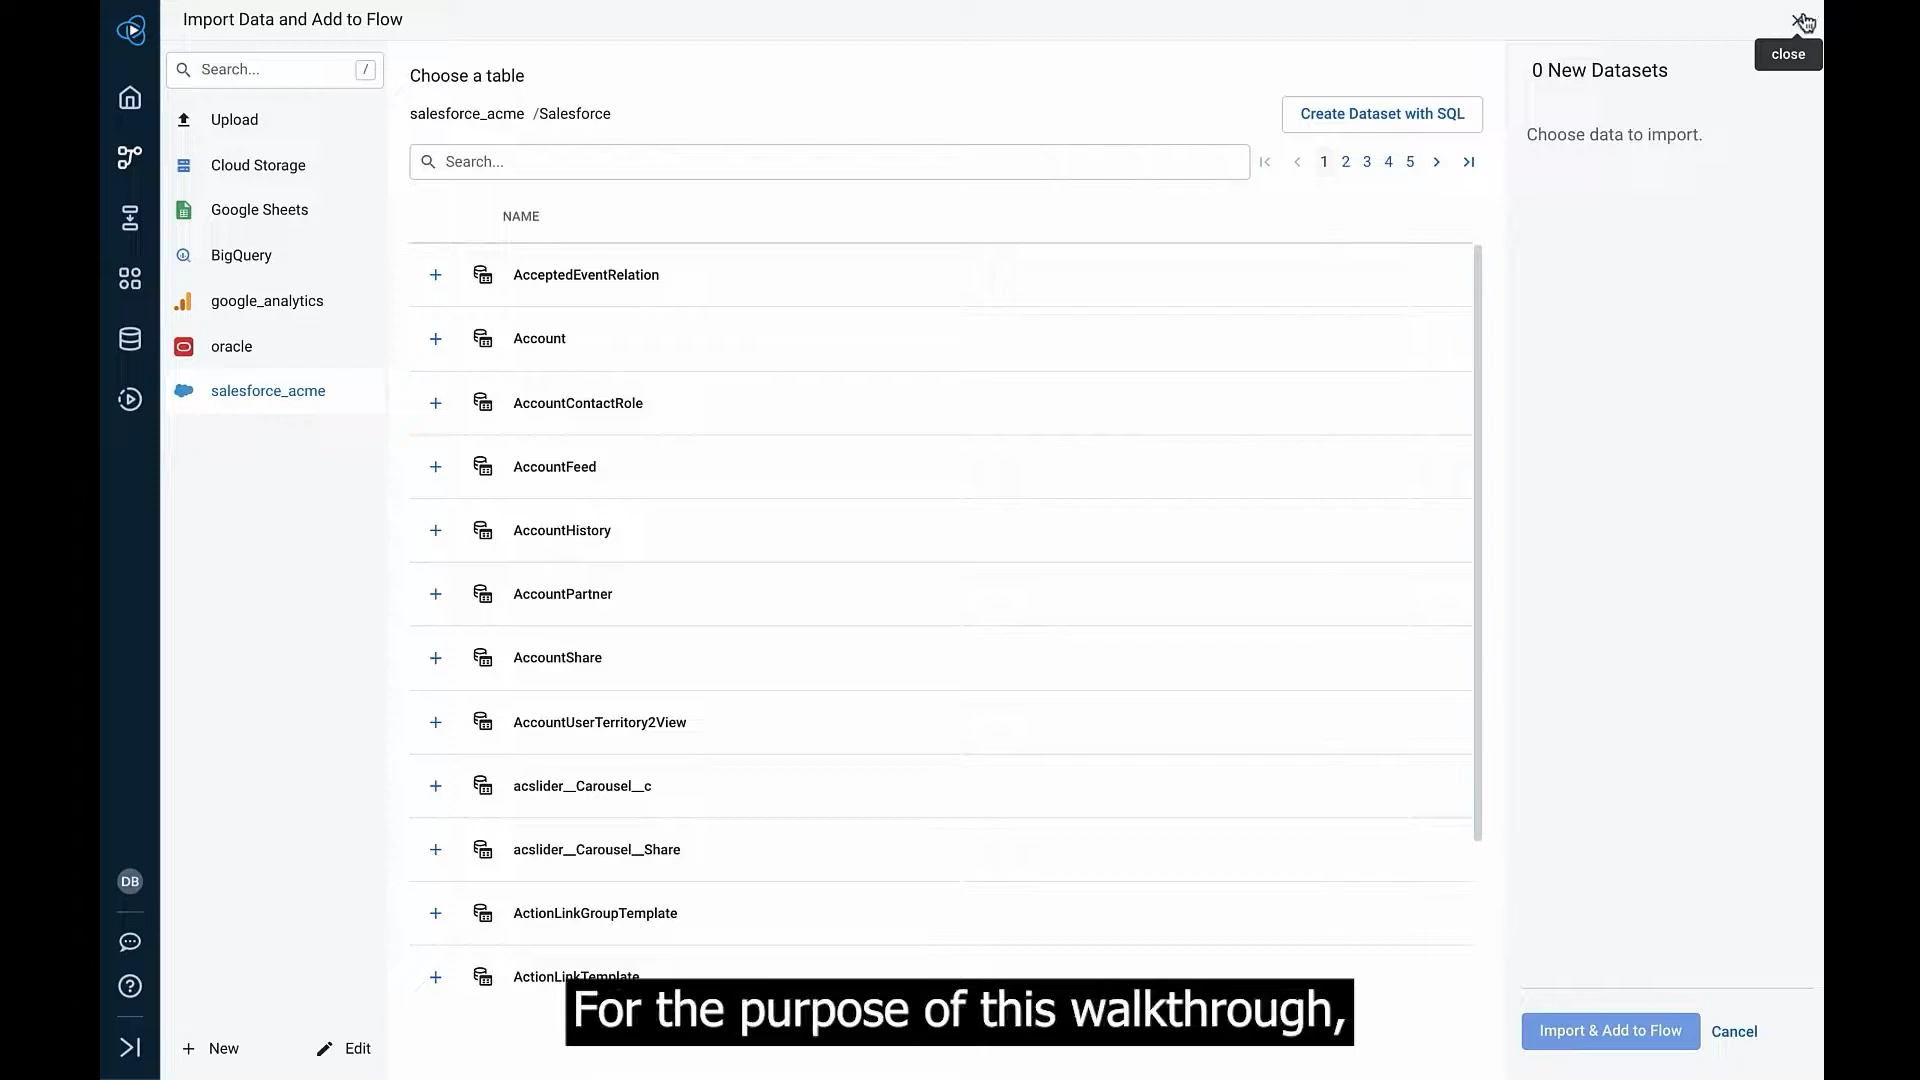 Import Data and Add to Flow
close
Search...
/
Upload
Cloud Storage
Google Sheets
BigQuery
google_analytics
oracle
salesforce_acme
+ New
Edit
DB
Choose a table
salesforce_acme /Salesforce
Create Dataset with SQL
Search...
1 2 3 4 5
NAME
AcceptedEventRelation
Account
AccountContactRole
AccountFeed
AccountHistory
AccountPartner
AccountShare
AccountUserTerritory2View
acslider__Carousel__c
acslider__Carousel__Share
ActionLinkGroupTemplate
ActionLinkTemplate
0 New Datasets
Choose data to import.
Import & Add to Flow
Cancel
For the purpose of this walkthrough,